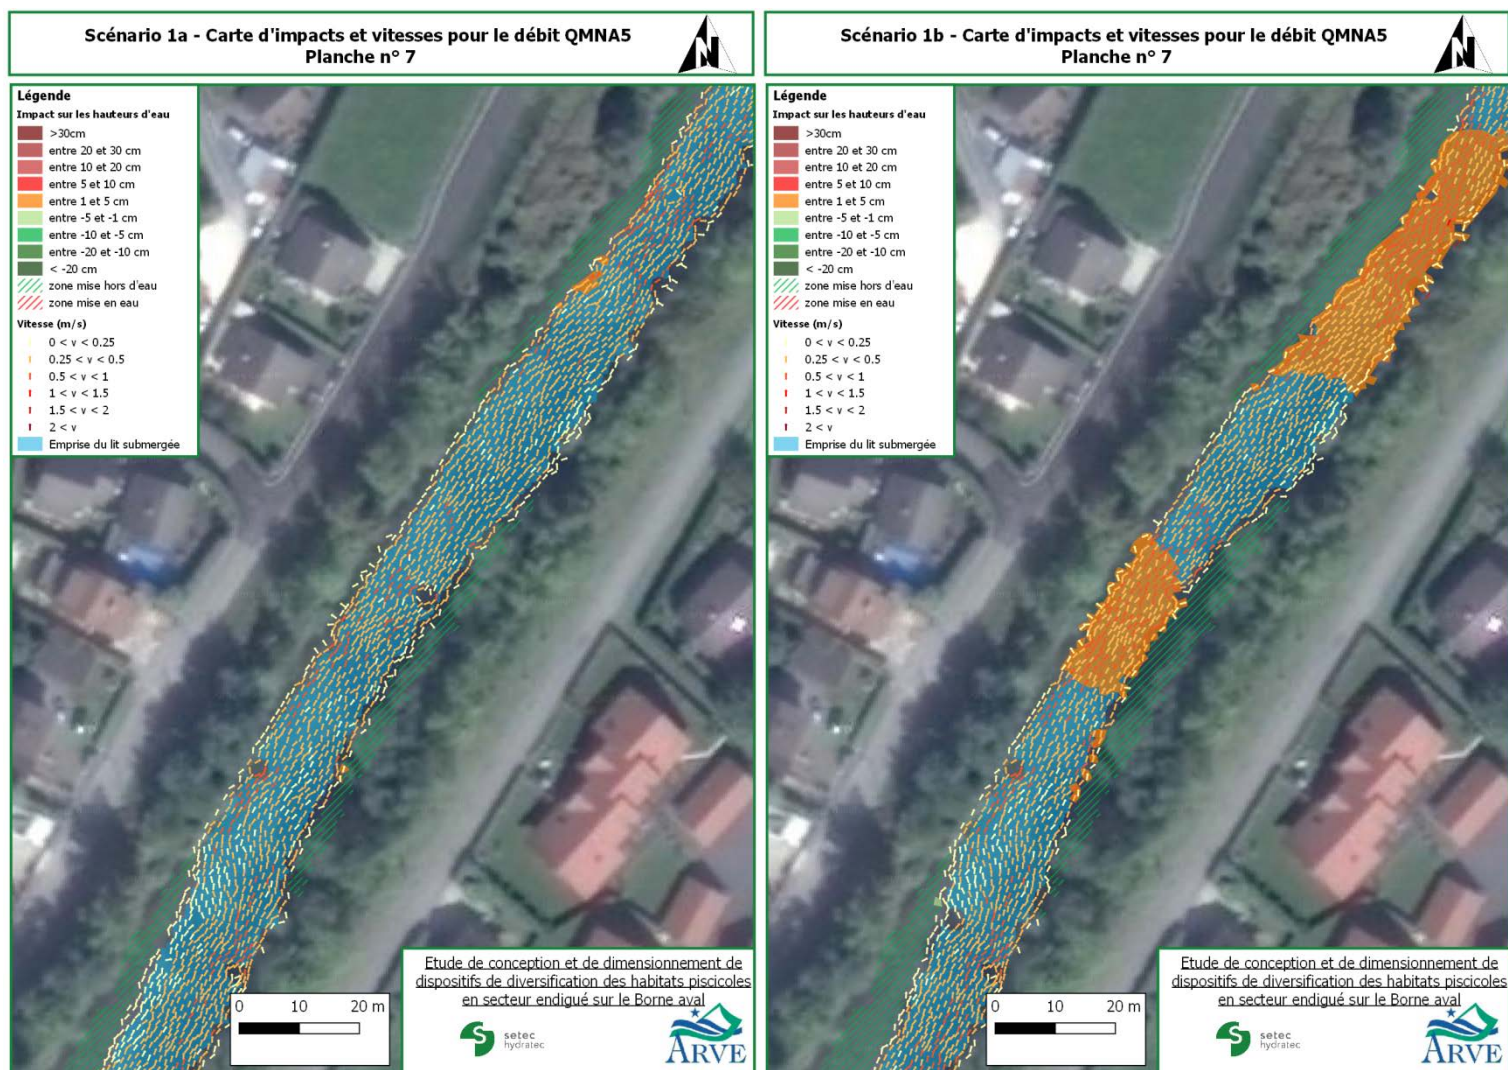 Scénario 1a - Carte d'impacts et vitesses pour le débit QMNA5
Planche n° 7
N
Légende
Impact sur les hauteurs d'eau
>30cm
entre 20 et 30 cm
entre 10 et 20 cm
entre 5 et 10 cm
entre 1 et 5 cm
entre -5 et -1 cm
entre -10 et -5 cm
entre -20 et -10 cm
< -20 cm
zone mise hors d'eau
zone mise en eau
Vitesse (m/s)
0 < v < 0.25
0.25 < v < 0.5
0.5 < v < 1
1 < v < 1.5
1.5 < v < 2
2 < v
Emprise du lit submergée
0 10 20 m
Etude de conception et de dimensionnement de
dispositifs de diversification des habitats piscicoles
en secteur endigué sur le Borne aval
S
setec
hydratec
ARVE
Scénario 1b - Carte d'impacts et vitesses pour le débit QMNA5
Planche n° 7
N
Légende
Impact sur les hauteurs d'eau
>30cm
entre 20 et 30 cm
entre 10 et 20 cm
entre 5 et 10 cm
entre 1 et 5 cm
entre -5 et -1 cm
entre -10 et -5 cm
entre -20 et -10 cm
< -20 cm
zone mise hors d'eau
zone mise en eau
Vitesse (m/s)
0 < v < 0.25
0.25 < v < 0.5
0.5 < v < 1
1 < v < 1.5
1.5 < v < 2
2 < v
Emprise du lit submergée
0 10 20 m
Etude de conception et de dimensionnement de
dispositifs de diversification des habitats piscicoles
en secteur endigué sur le Borne aval
S
setec
hydratec
ARVE